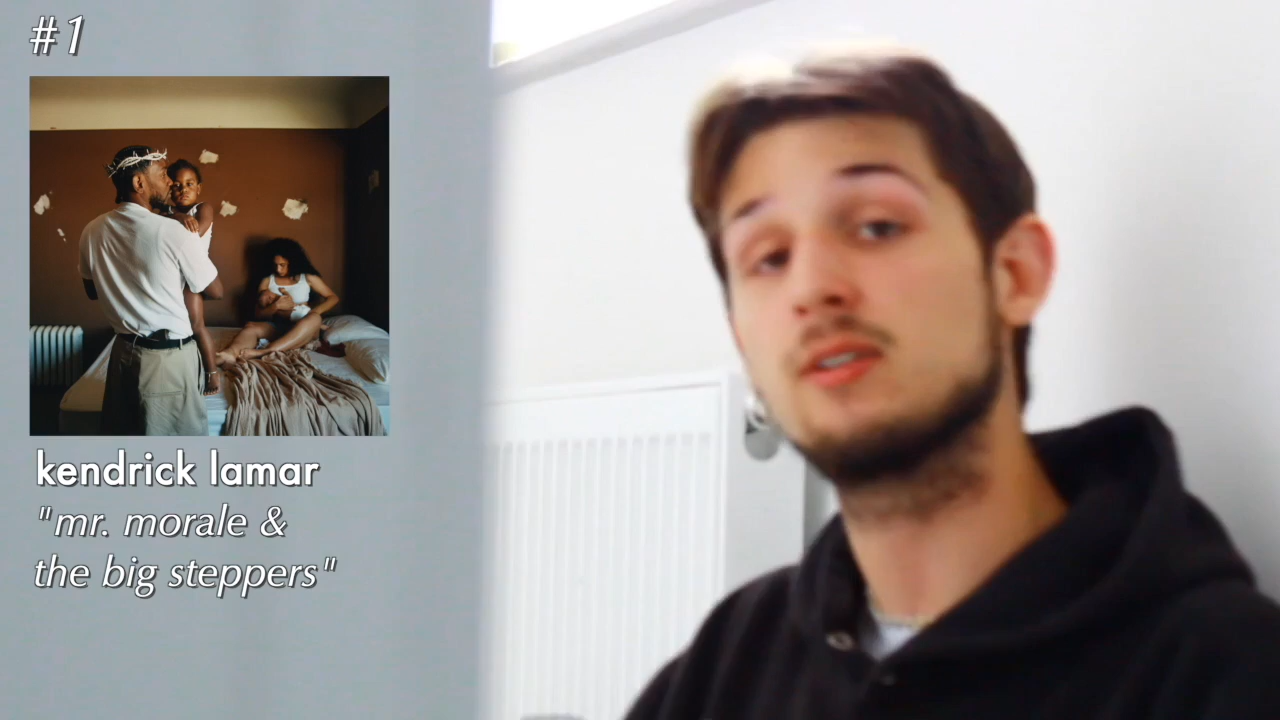 #1
kendrick lamar
"mr. morale &
the big steppers"